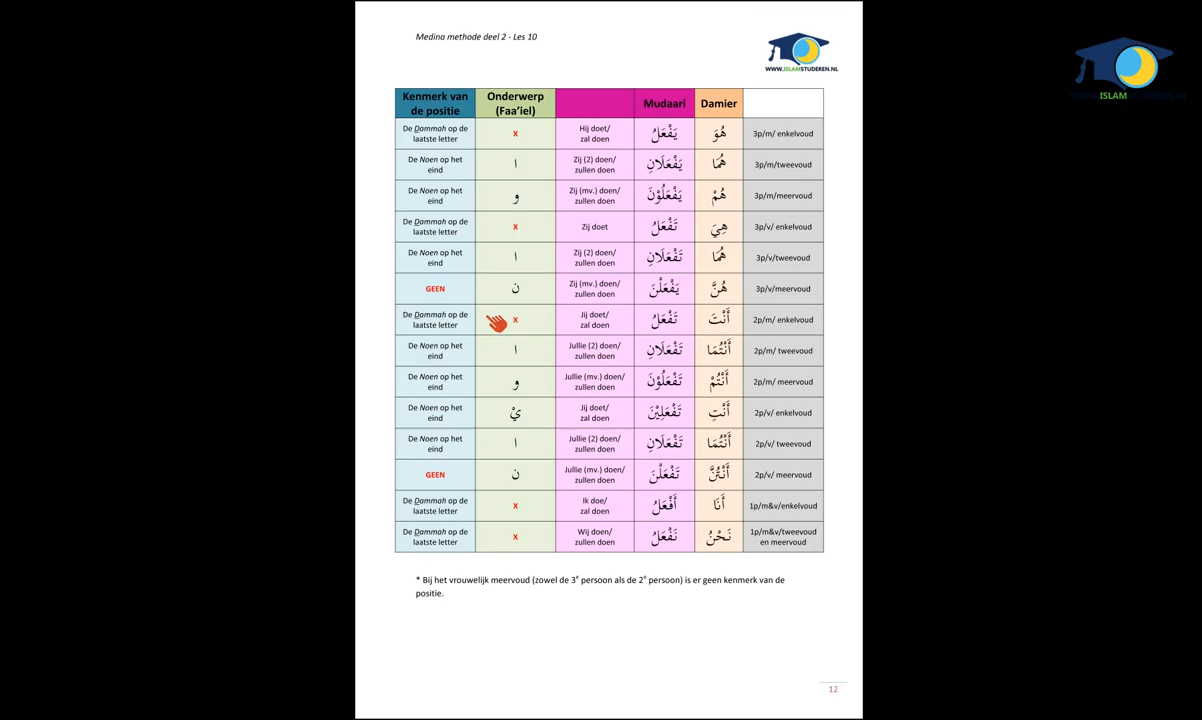 Medina methode deel 2 - Les 10
WWW.ISLAMSTUDEREN.NL
WWW.ISLAMSTUDEREN.NL
Kenmerk van de positie Onderwerp (Faa’iel) Mudaari Damier
De Dammah op de laatste letter x Hij doet/ zal doen يَفْعَلُ هُوَ 3p/m/ enkelvoud
De Noen op het eind ا Zij (2) doen/ zullen doen يَفْعَلَانِ هُمَا 3p/m/tweevoud
De Noen op het eind و Zij (mv.) doen/ zullen doen يَفْعَلُوْنَ هُمْ 3p/m/meervoud
De Dammah op de laatste letter x Zij doet تَفْعَلُ هِيَ 3p/v/ enkelvoud
De Noen op het eind ا Zij (2) doen/ zullen doen تَفْعَلَانِ هُمَا 3p/v/tweevoud
GEEN ن Zij (mv.) doen/ zullen doen يَفْعَلْنَ هُنَّ 3p/v/meervoud
De Dammah op de laatste letter x Jij doet/ zal doen تَفْعَلُ أَنْتَ 2p/m/ enkelvoud
De Noen op het eind ا Jullie (2) doen/ zullen doen تَفْعَلَانِ أَنْتُمَا 2p/m/ tweevoud
De Noen op het eind و Jullie (mv.) doen/ zullen doen تَفْعَلُوْنَ أَنْتُمْ 2p/m/ meervoud
De Noen op het eind يْ Jij doet/ zal doen تَفْعَلِيْنَ أَنْتِ 2p/v/ enkelvoud
De Noen op het eind ا Jullie (2) doen/ zullen doen تَفْعَلَانِ أَنْتُمَا 2p/v/ tweevoud
GEEN ن Jullie (mv.) doen/ zullen doen تَفْعَلْنَ أَنْتُنَّ 2p/v/ meervoud
De Dammah op de laatste letter x Ik doe/ zal doen أَفْعَلُ أَنَا 1p/m&v/enkelvoud
De Dammah op de laatste letter x Wij doen/ zullen doen نَفْعَلُ نَحْنُ 1p/m&v/tweevoud en meervoud
* Bij het vrouwelijk meervoud (zowel de 3e persoon als de 2e persoon) is er geen kenmerk van de
positie.
12